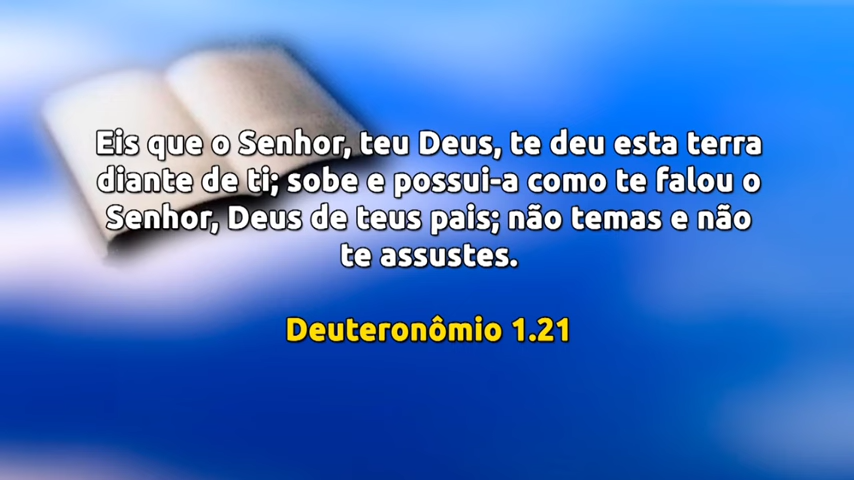 Eis que o Senhor, teu Deus, te deu esta terra
diante de ti; sobe e possui-a como te falou o
Senhor, Deus de teus pais; não temas e não
te assustes.
Deuteronômio 1.21